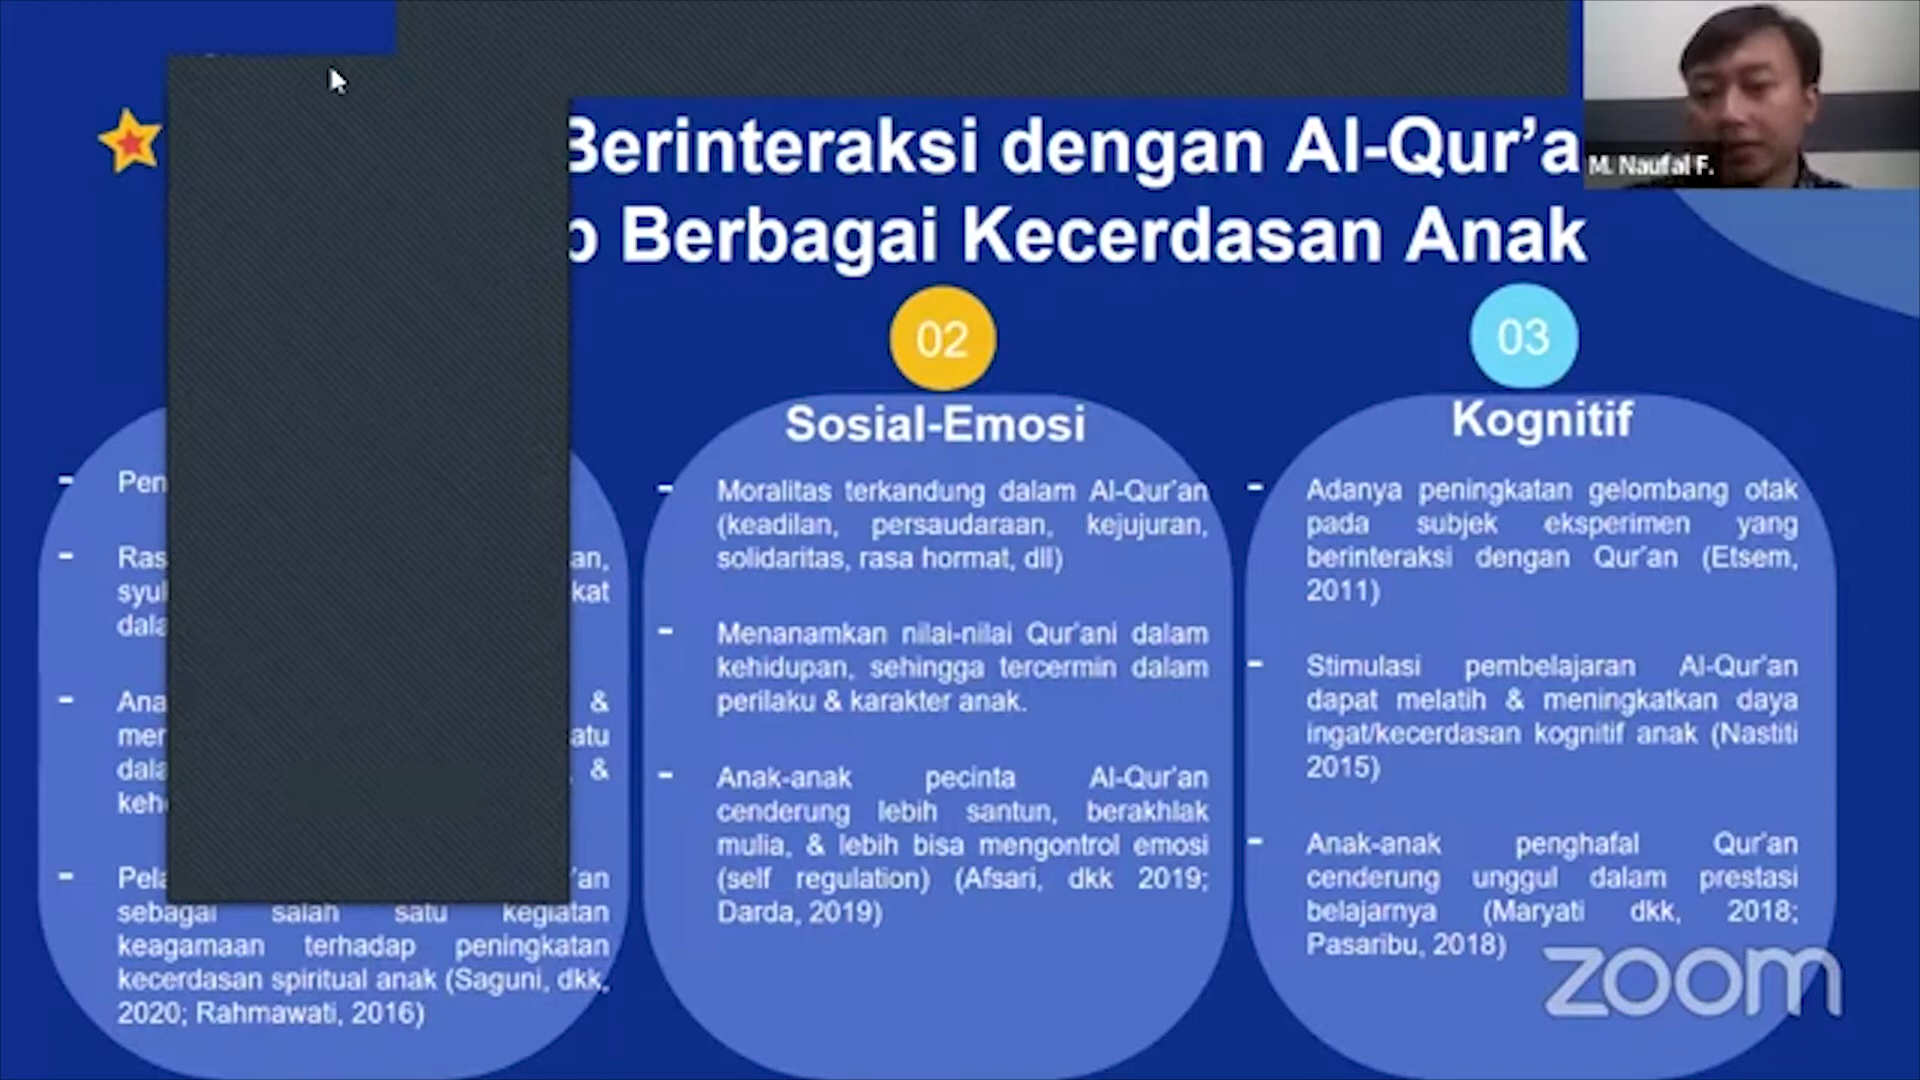 Berinteraksi dengan Al-Qur’a
Berbagai Kecerdasan Anak
M. Naufal F.
02
Sosial-Emosi
- Moralitas terkandung dalam Al-Qur’an
(keadilan, persaudaraan, kejujuran,
solidaritas, rasa hormat, dll)
- Menanamkan nilai-nilai Qur’ani dalam
kehidupan, sehingga tercermin dalam
perilaku & karakter anak.
- Anak-anak pecinta Al-Qur’an
cenderung lebih santun, berakhlak
mulia, & lebih bisa mengontrol emosi
(self regulation) (Afsari, dkk 2019;
Darda, 2019)
03
Kognitif
- Adanya peningkatan gelombang otak
pada subjek eksperimen yang
berinteraksi dengan Qur’an (Etsem,
2011)
- Stimulasi pembelajaran Al-Qur’an
dapat melatih & meningkatkan daya
ingat/kecerdasan kognitif anak (Nastiti
2015)
- Anak-anak penghafal Qur’an
cenderung unggul dalam prestasi
belajarnya (Maryati dkk, 2018;
Pasaribu, 2018)
- Pen
- Ras an,
syul kat
dala
- Ana &
mer atu
dala &
keh
- Pela ’an
sebagai salah satu kegiatan
keagamaan terhadap peningkatan
kecerdasan spiritual anak (Saguni, dkk,
2020; Rahmawati, 2016)
zoom